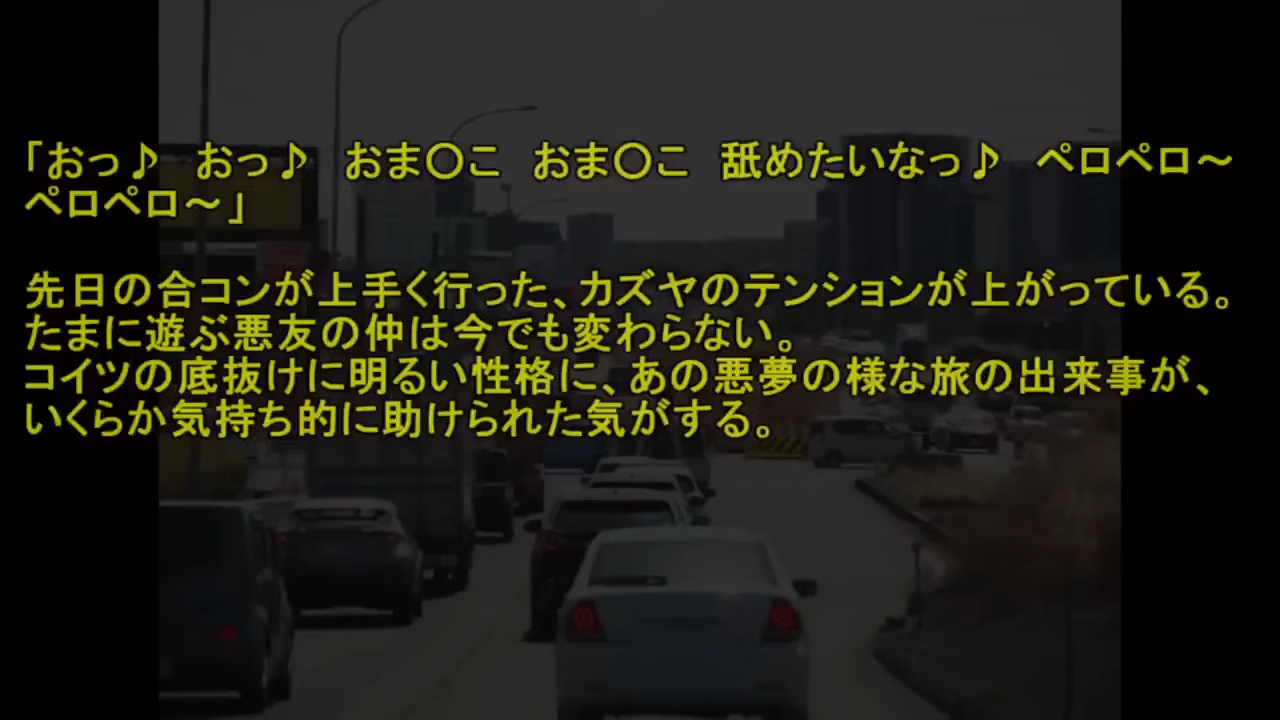 「おっ♪　おっ♪　おま〇こ　おま〇こ　舐めたいなっ♪　ペロペロ～
ペロペロ～」
先日の合コンが上手く行った、カズヤのテンションが上がっている。
たまに遊ぶ悪友の仲は今でも変わらない。
コイツの底抜けに明るい性格に、あの悪夢の様な旅の出来事が、
いくらか気持ち的に助けられた気がする。